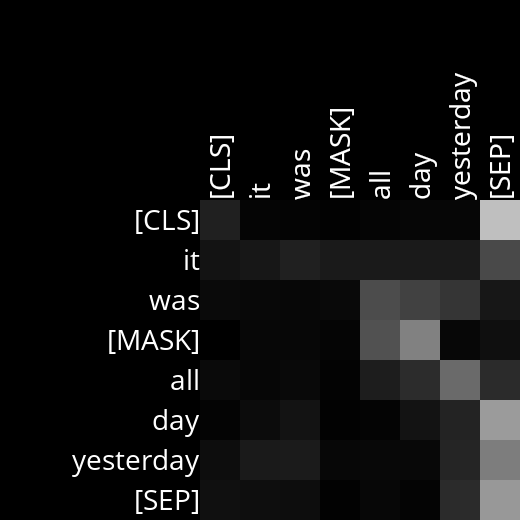 [CLS]
it
was
[MASK]
all
day
yesterday
[SEP]
[CLS]
it
was
[MASK]
all
day
yesterday
[SEP]